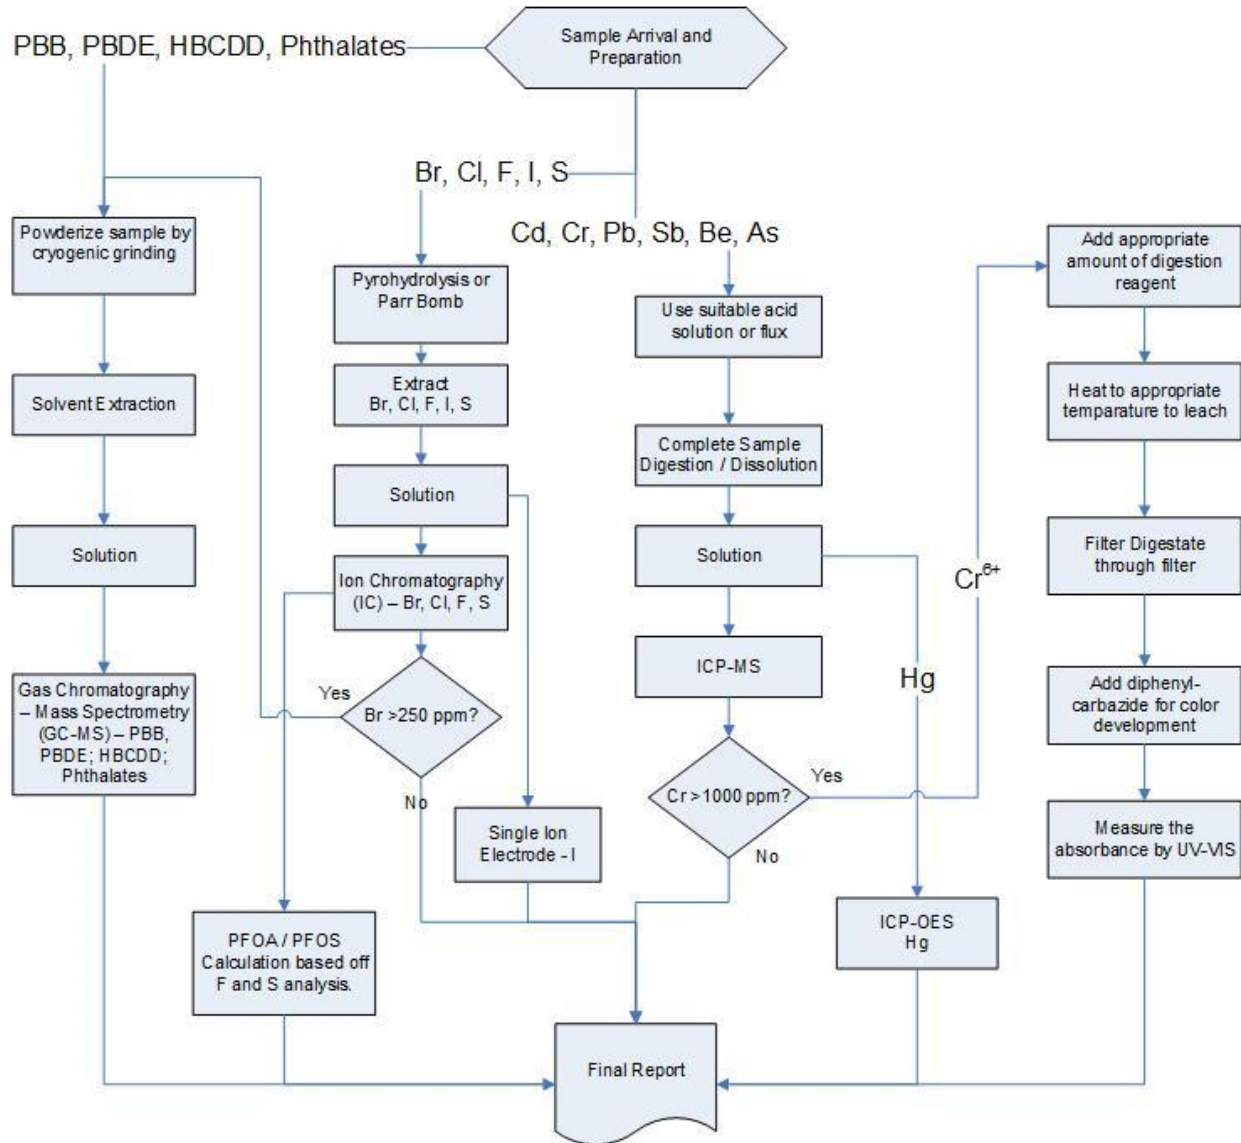 PBB, PBDE, HBCDD, Phthalates
Sample Arrival and
Preparation
Br, Cl, F, I, S
Cd, Cr, Pb, Sb, Be, As
Powderize sample by
cryogenic grinding
Solvent Extraction
Solution
Gas Chromatography
– Mass Spectrometry
(GC-MS) – PBB,
PBDE; HBCDD;
Phthalates
Pyrohydrolysis or
Parr Bomb
Extract
Br, Cl, F, I, S
Solution
Ion Chromatography
(IC) – Br, Cl, F, S
Yes
Br >250 ppm?
No
Single Ion
Electrode - I
PFOA / PFOS
Calculation based off
F and S analysis.
Use suitable acid
solution or flux
Complete Sample
Digestion / Dissolution
Solution
ICP-MS
Hg
Cr >1000 ppm?
Yes
No
ICP-OES
Hg
Cr6+
Add appropriate
amount of digestion
reagent
Heat to appropriate
temparature to leach
Filter Digestate
through filter
Add diphenyl-
carbazide for color
development
Measure the
absorbance by UV-VIS
Final Report